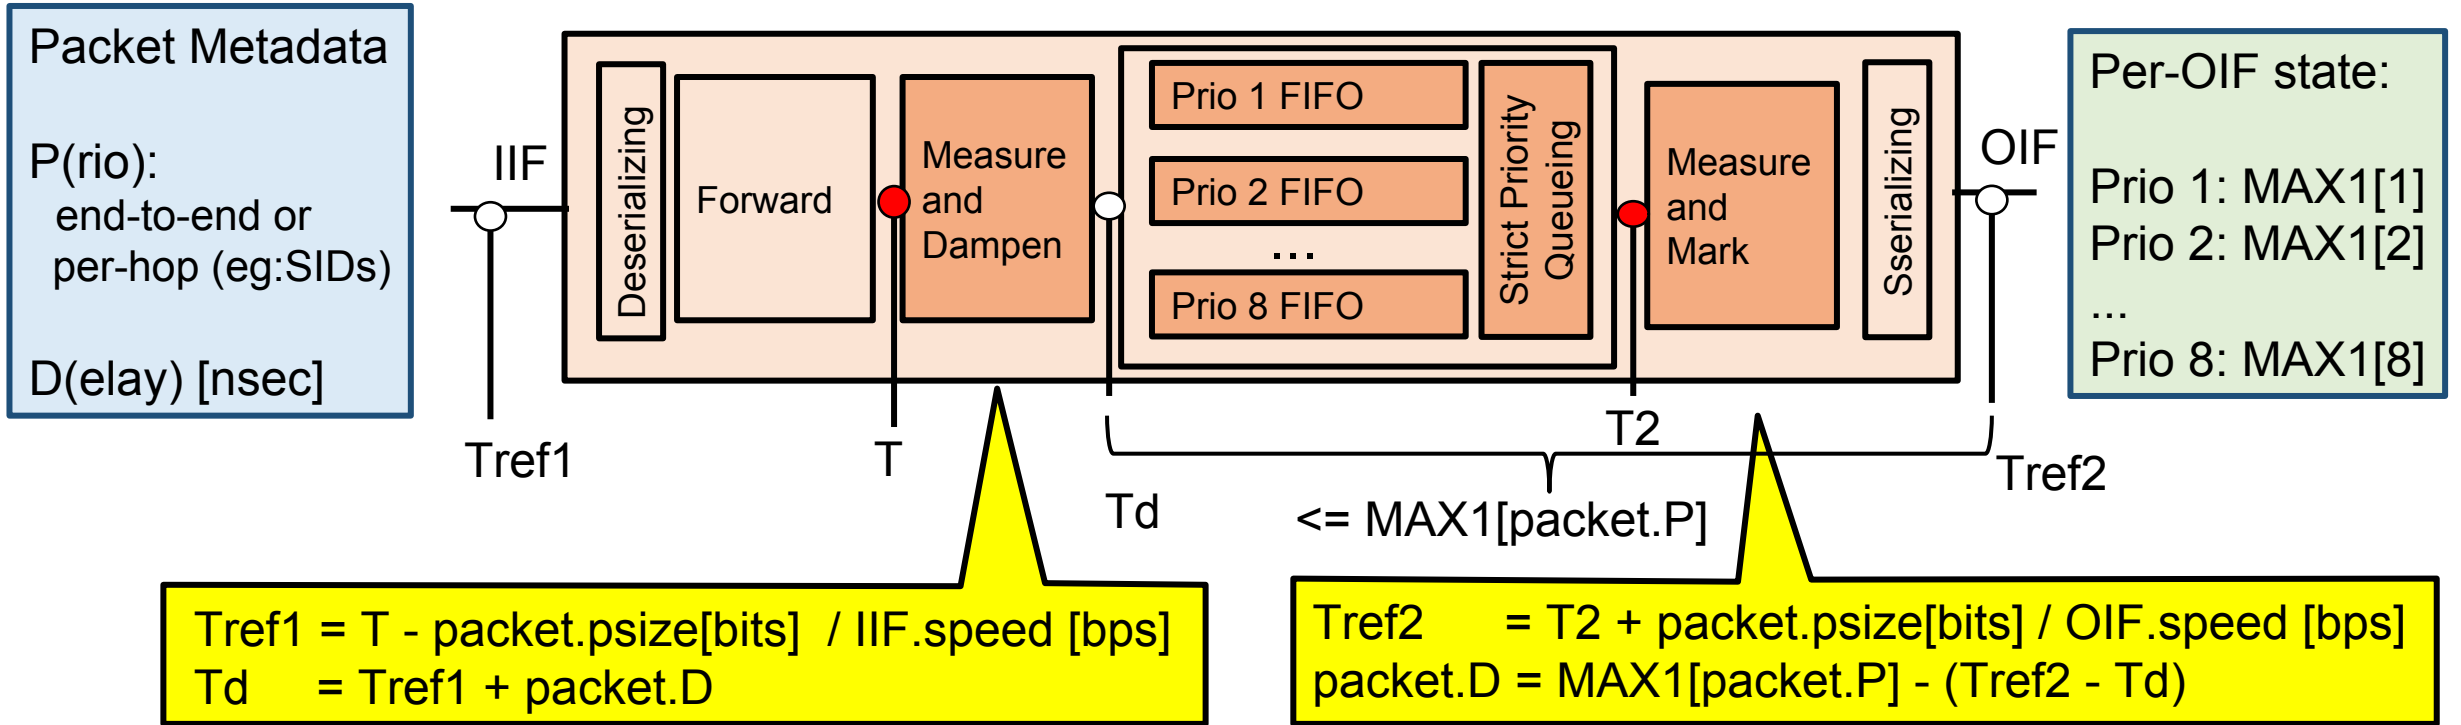 Packet Metadata
P(rio):
end-to-end or
per-hop (eg:SIDs)
D(elay) [nsec]
IIF
Tref1
Deserializing
Forward
T
Measure
and
Dampen
Td
Prio 1 FIFO
Prio 2 FIFO
...
Prio 8 FIFO
Strict Priority
Queueing
T2
Measure
and
Mark
Sserializing
OIF
Tref2
<= MAX1[packet.P]
Per-OIF state:
Prio 1: MAX1[1]
Prio 2: MAX1[2]
...
Prio 8: MAX1[8]
Tref1 = T - packet.psize[bits] / IIF.speed [bps]
Td = Tref1 + packet.D
Tref2 = T2 + packet.psize[bits] / OIF.speed [bps]
packet.D = MAX1[packet.P] - (Tref2 - Td)